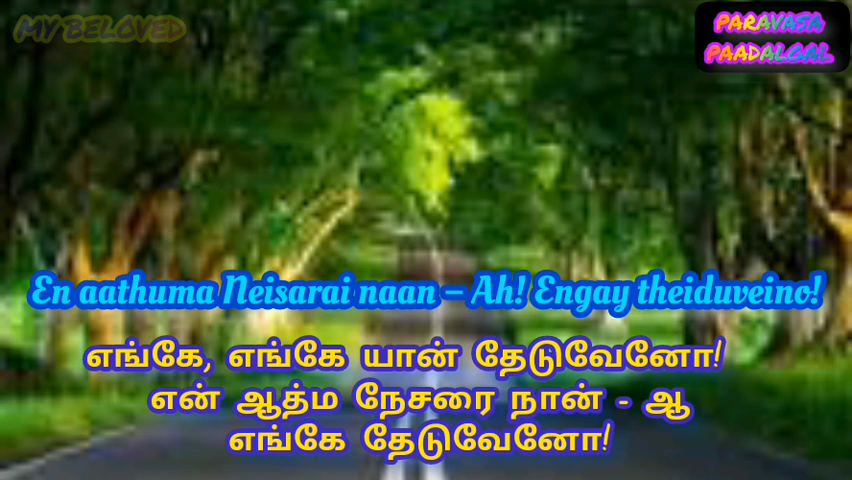 MY BELOVED
PARAVASA
PAADALGAL
En aathuma Neisarai naan – Ah! Engay theiduveino!
எங்கே, எங்கே யான் தேடுவேனோ!
என் ஆத்ம நேசரை நான் - ஆ
எங்கே தேடுவேனோ!